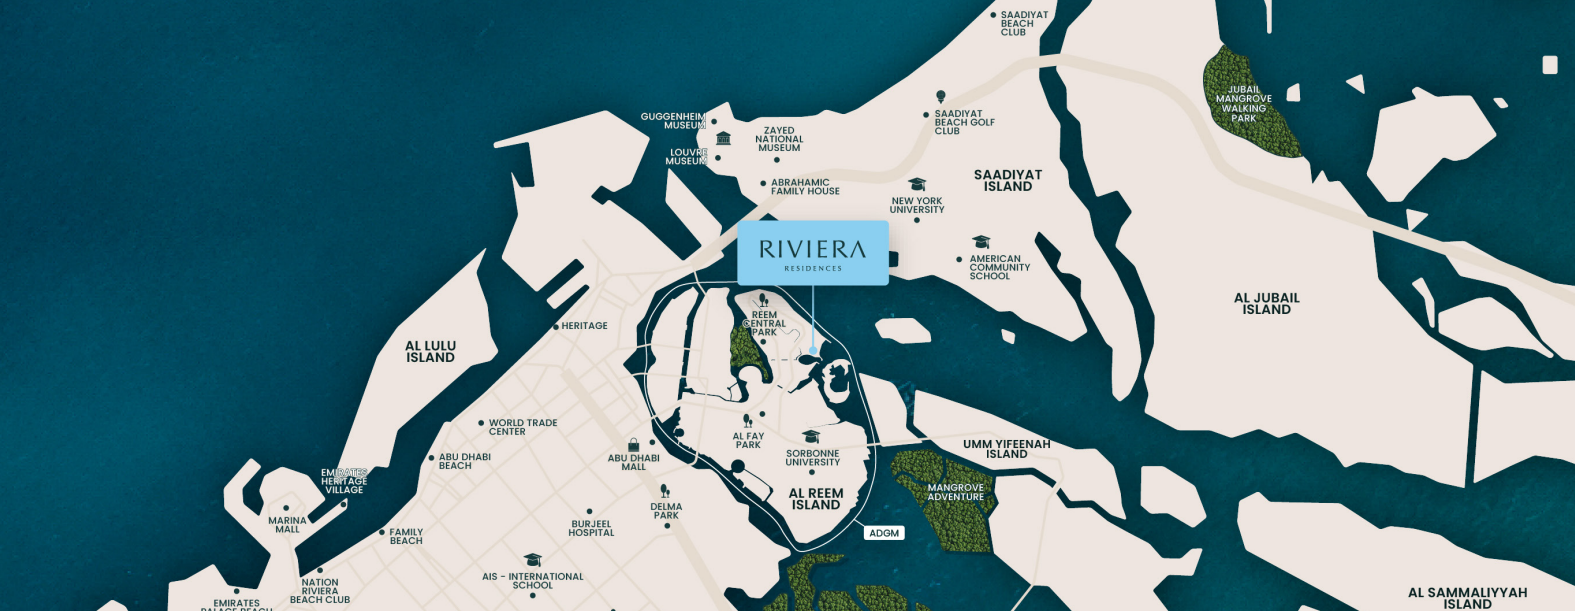 SAADIYAT
BEACH
CLUB
JUBAIL
MANGROVE
WALKING
PARK
GUGGENHEIM
MUSEUM
LOUVRE
MUSEUM
ZAYED
NATIONAL
MUSEUM
SAADIYAT
BEACH GOLF
CLUB
ABRAHAMIC
FAMILY HOUSE
NEW YORK
UNIVERSITY
SAADIYAT
ISLAND
RIVIERA
RESIDENCES
AMERICAN
COMMUNITY
SCHOOL
AL JUBAIL
ISLAND
REEM
CENTRAL
PARK
HERITAGE
AL LULU
ISLAND
WORLD TRADE
CENTER
ABU DHABI
BEACH
ABU DHABI
MALL
AL FAY
PARK
SORBONNE
UNIVERSITY
UMM YIFEENAH
ISLAND
EMIRATES
HERITAGE
VILLAGE
MANGROVE
ADVENTURE
AL REEM
ISLAND
DELMA
PARK
MARINA
MALL
BURJEEL
HOSPITAL
FAMILY
BEACH
ADGM
AIS - INTERNATIONAL
SCHOOL
NATION
RIVIERA
BEACH CLUB
EMIRATES
PALACE BEACH
AL SAMMALIYYAH
ISLAND